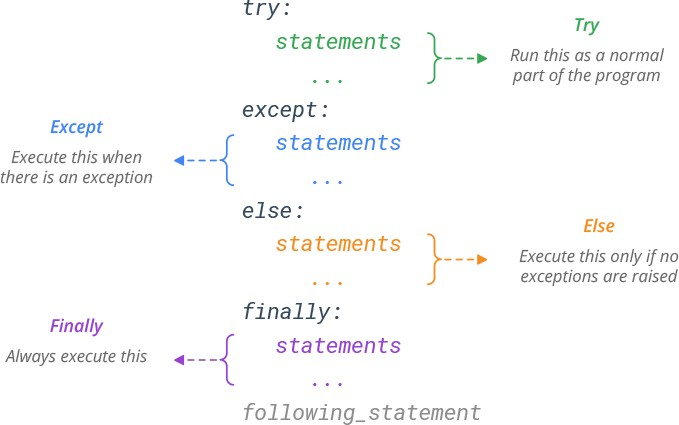 try:
statements
...
Try
Run this as a normal
part of the program
except:
statements
...
Except
Execute this when
there is an exception
else:
statements
...
Else
Execute this only if no
exceptions are raised
finally:
statements
...
Finally
Always execute this
following_statement